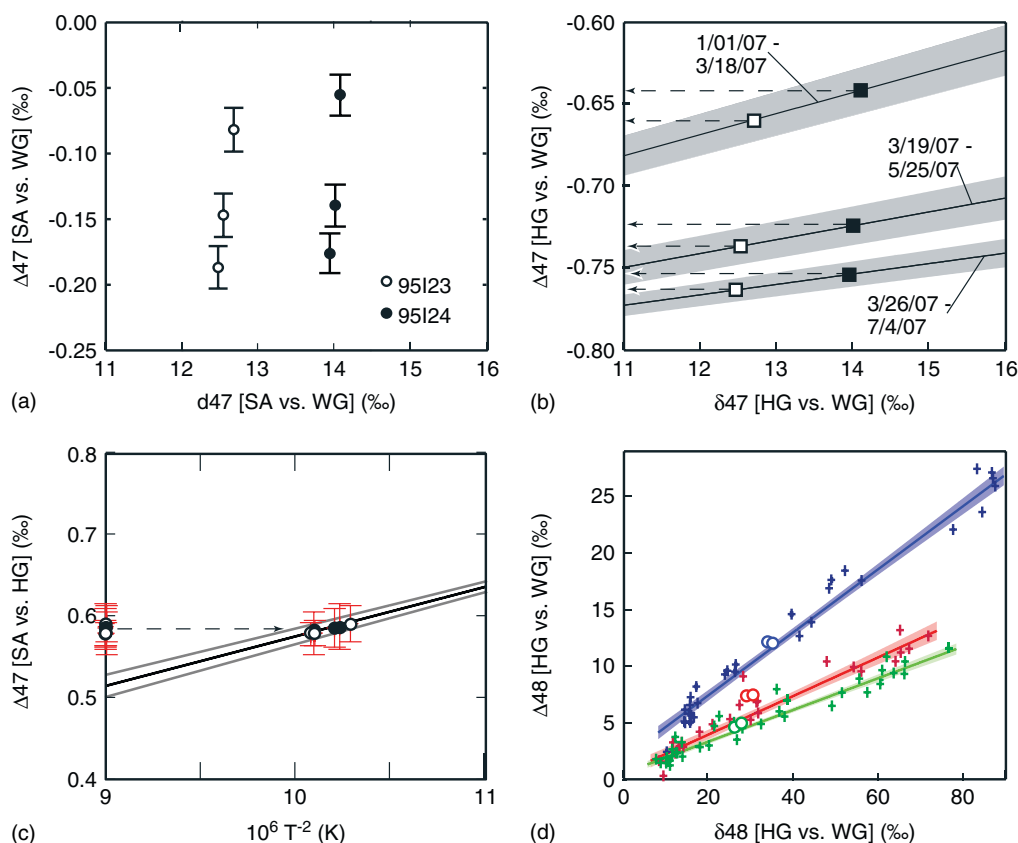 0.00
-0.05
-0.10
-0.15
-0.20
-0.25
Δ47 [SA vs. WG] (‰)
95I23
95I24
11 12 13 14 15 16
(a) d47 [SA vs. WG] (‰)
-0.60
-0.65
-0.70
-0.75
-0.80
Δ47 [HG vs. WG] (‰)
1/01/07 -
3/18/07
3/19/07 -
5/25/07
3/26/07 -
7/4/07
11 12 13 14 15 16
(b) δ47 [HG vs. WG] (‰)
0.8
0.7
0.6
0.5
0.4
Δ47 [SA vs. HG] (‰)
9 10 11
(c) 10⁶ T⁻² (K)
25
20
15
10
5
0
Δ48 [HG vs. WG] (‰)
0 20 40 60 80
(d) δ48 [HG vs. WG] (‰)